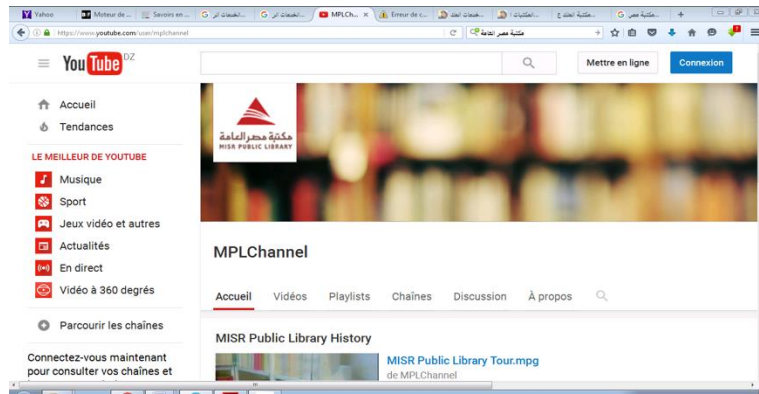 Yahoo
Moteur de ...
Savoirs en ...
MPLCh...
Erreur de c...
https://www.youtube.com/user/mplchannel
مكتبة مصر العامة
YouTube DZ
Mettre en ligne
Connexion
Accueil
Tendances
LE MEILLEUR DE YOUTUBE
Musique
Sport
Jeux vidéo et autres
Actualités
En direct
Vidéo à 360 degrés
Parcourir les chaînes
Connectez-vous maintenant
pour consulter vos chaînes et
مكتبة مصر العامة
MISR PUBLIC LIBRARY
MPLChannel
Accueil Vidéos Playlists Chaînes Discussion À propos
MISR Public Library History
MISR Public Library Tour.mpg
de MPLChannel